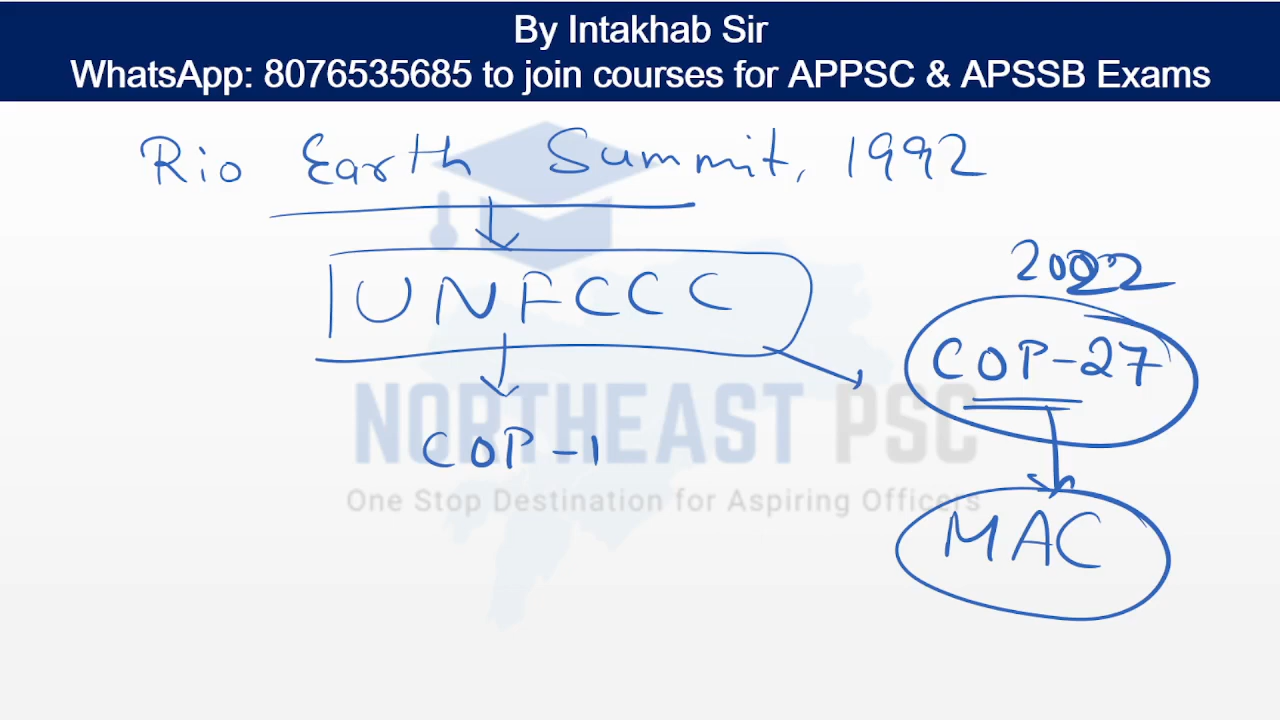 By Intakhab Sir
WhatsApp: 8076535685 to join courses for APPSC & APSSB Exams
Rio Earth Summit, 1992
UNFCCC
2022
COP-27
NORTHEAST PSC
COP-1
One Stop Destination for Aspiring Officers
MAC